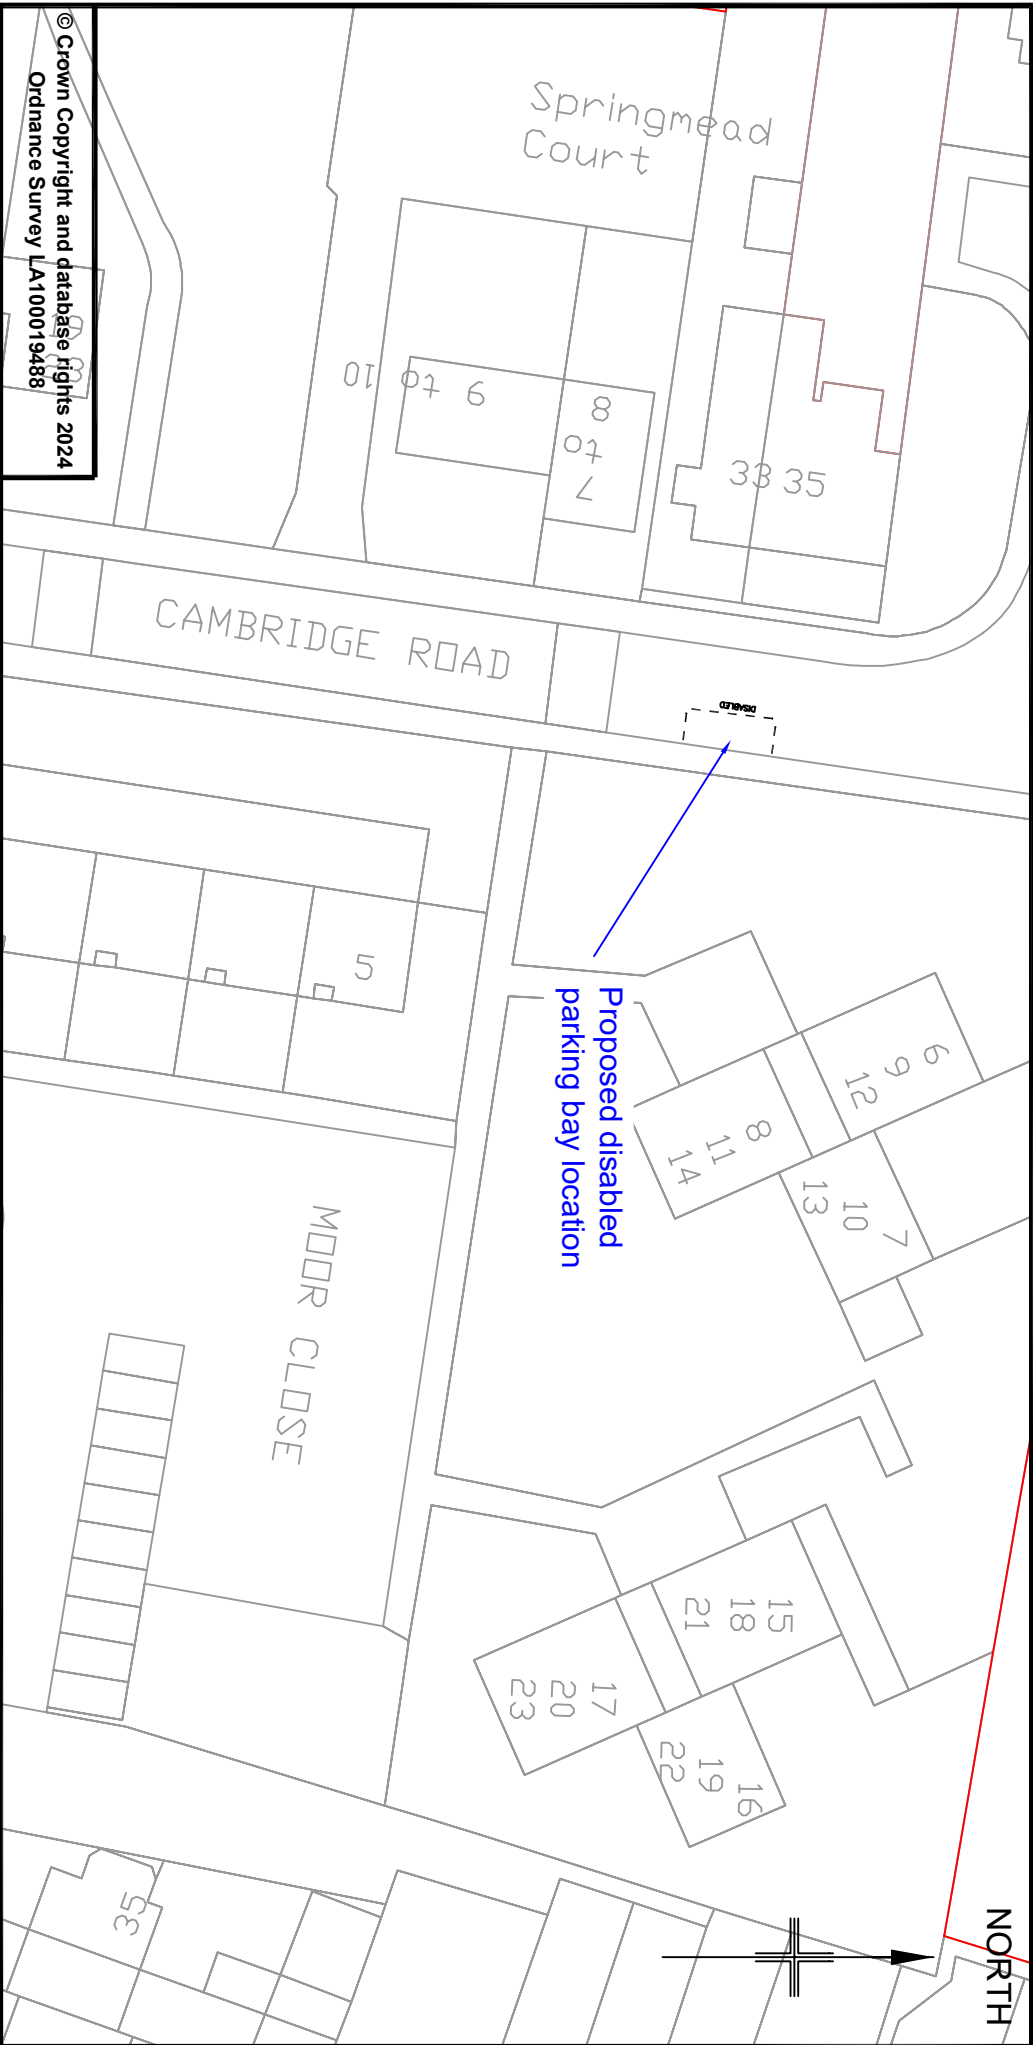 © Crown Copyright and database rights 2024
Ordnance Survey LA100019488
Springmead
Court
9 to 10
8
to
7
33 35
CAMBRIDGE ROAD
DISABLED
Proposed disabled
parking bay location
5
6
9
12
8
11
14
7
10
13
MOOR CLOSE
15
18
21
17
20
23
16
19
22
35
NORTH